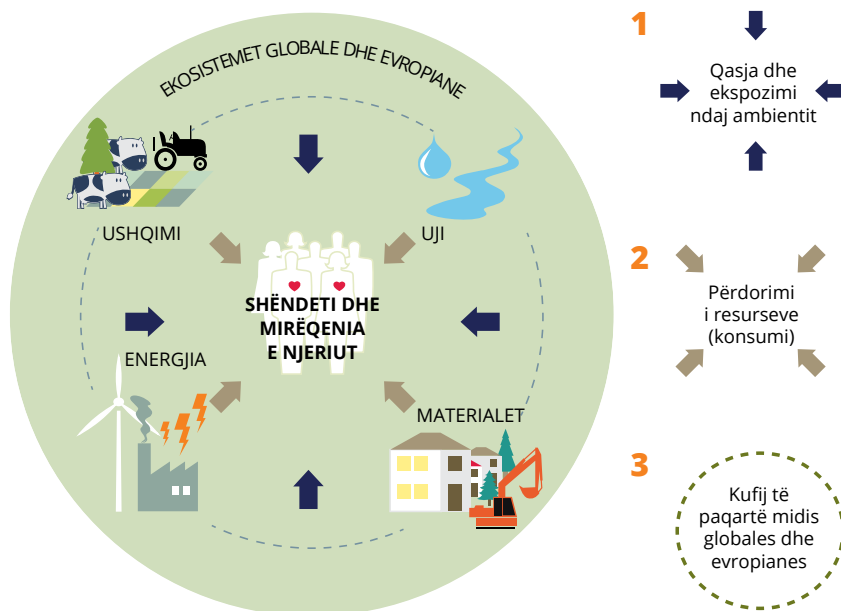 EKOSISTEMET GLOBALE DHE EVROPIANE
USHQIMI
UJI
SHËNDETI DHE
MIRËQENIA
E NJERIUT
ENERGJIA
MATERIALET
1
Qasja dhe
ekspozimi
ndaj ambientit
2
Përdorimi
i resurseve
(konsumi)
3
Kufij të
paqartë midis
globales dhe
evropianes